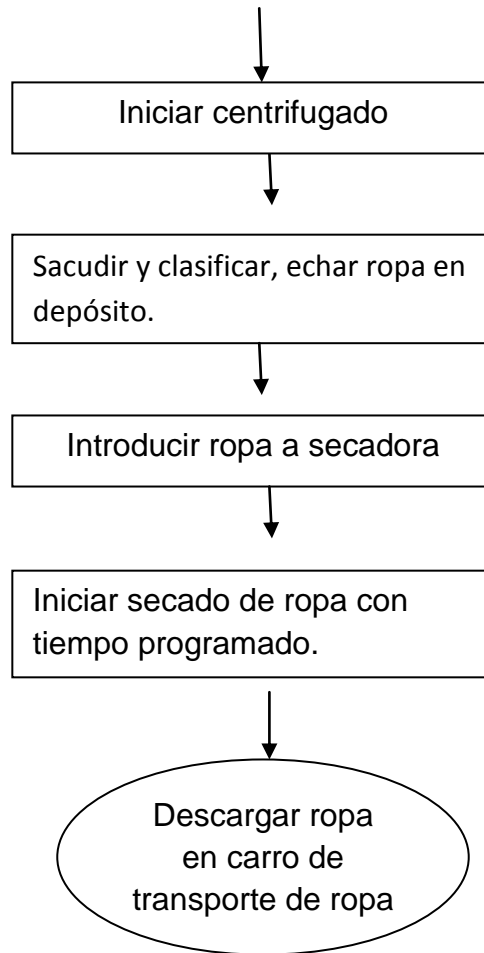 Iniciar centrifugado
Sacudir y clasificar, echar ropa en
depósito.
Introducir ropa a secadora
Iniciar secado de ropa con
tiempo programado.
Descargar ropa
en carro de
transporte de ropa